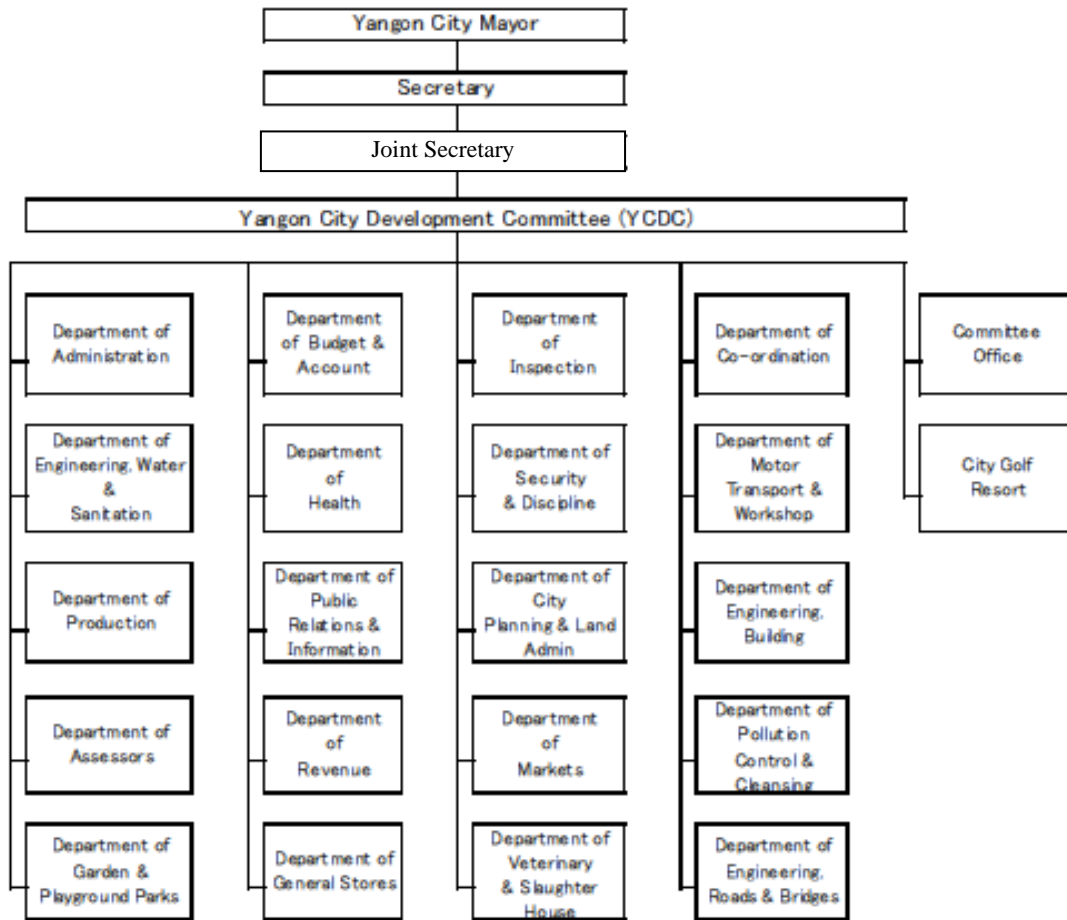 Yangon City Mayor
Secretary
Joint Secretary
Yangon City Development Committee (YCDC)
Department of
Administration
Department
of Budget &
Account
Department
of
Inspection
Department of
Co-ordination
Committee
Office
Department of
Engineering, Water
&
Sanitation
Department
of
Health
Department of
Security
& Discipline
Department of
Motor
Transport &
Workshop
City Golf
Resort
Department of
Production
Department of
Public
Relations &
Information
Department of
City
Planning & Land
Admin
Department of
Engineering,
Building
Department of
Assessors
Department
of
Revenue
Department
of
Markets
Department of
Pollution
Control &
Cleansing
Department of
Garden &
Playground Parks
Department of
General Stores
Department of
Veterinary
& Slaughter
House
Department of
Engineering,
Roads & Bridges